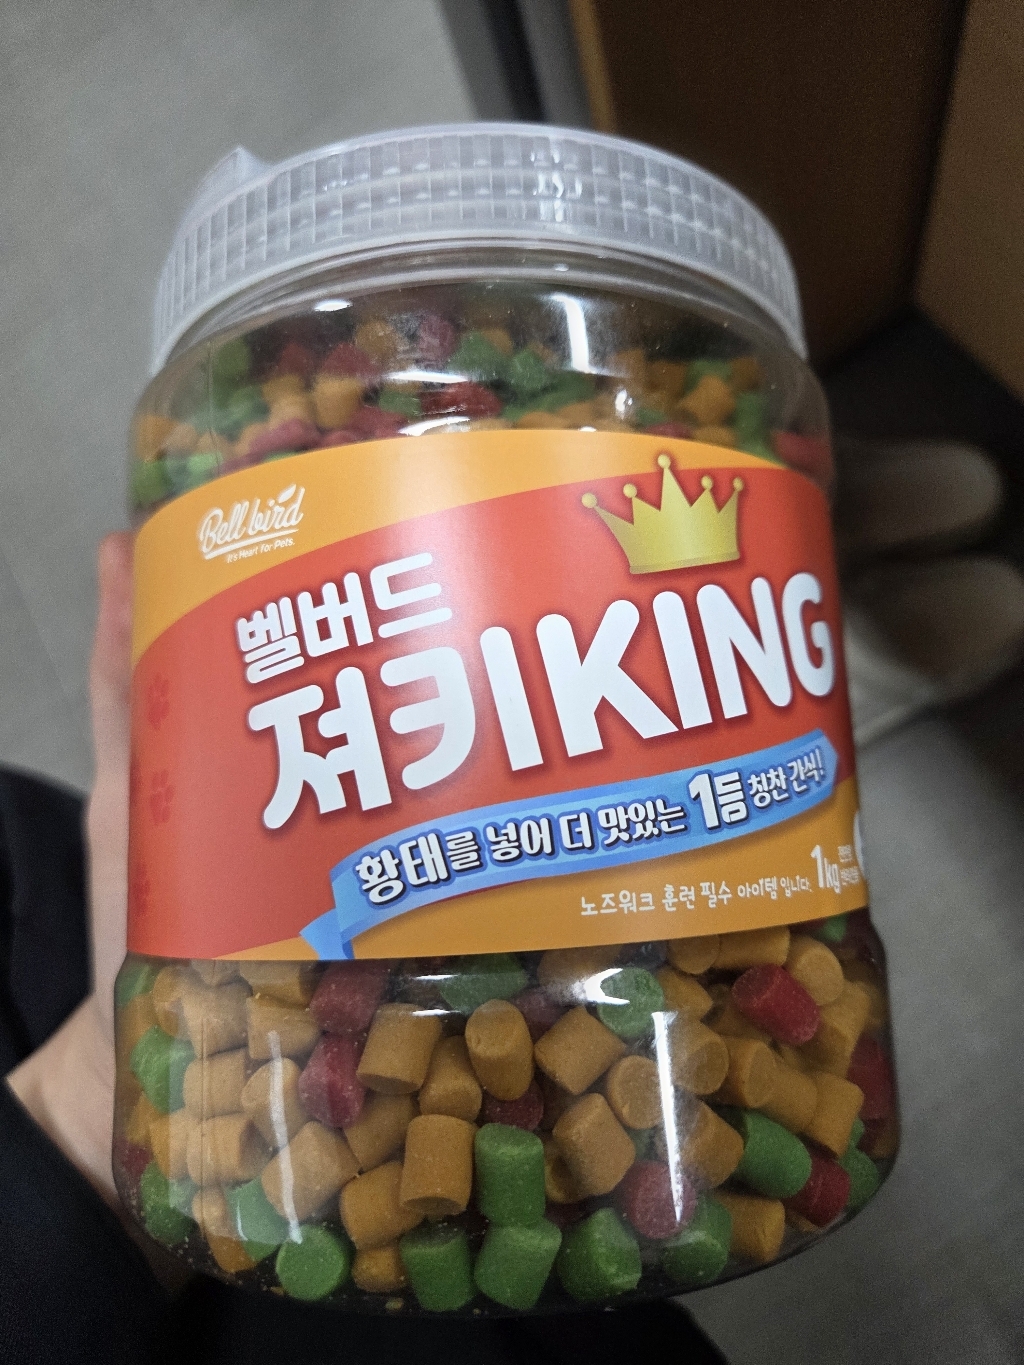 Bell bird
It's Heart For Pets.
벨버드
져키KING
황태를 넣어 더 맛있는 1등 칭찬 간식!
노즈워크 훈련 필수 아이템 입니다.
1kg